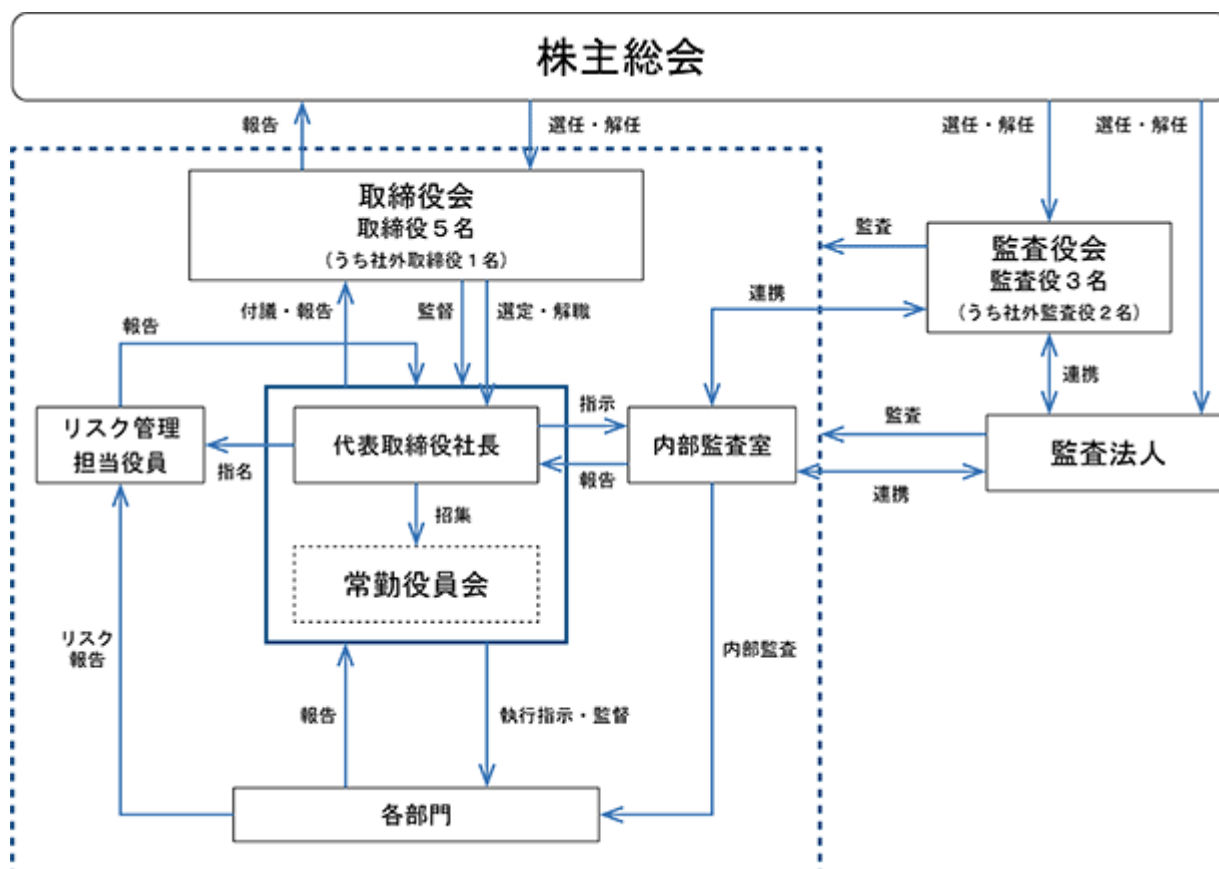 株主総会
報告
選任・解任
選任・解任
選任・解任
取締役会
取締役5名
(うち社外取締役1名)
監査
監査役会
監査役3名
(うち社外監査役2名)
付議・報告
監督
選定・解職
連携
報告
連携
リスク管理
担当役員
指名
代表取締役社長
指示
報告
内部監査室
監査
連携
監査法人
招集
常勤役員会
リスク
報告
内部監査
報告
執行指示・監督
各部門